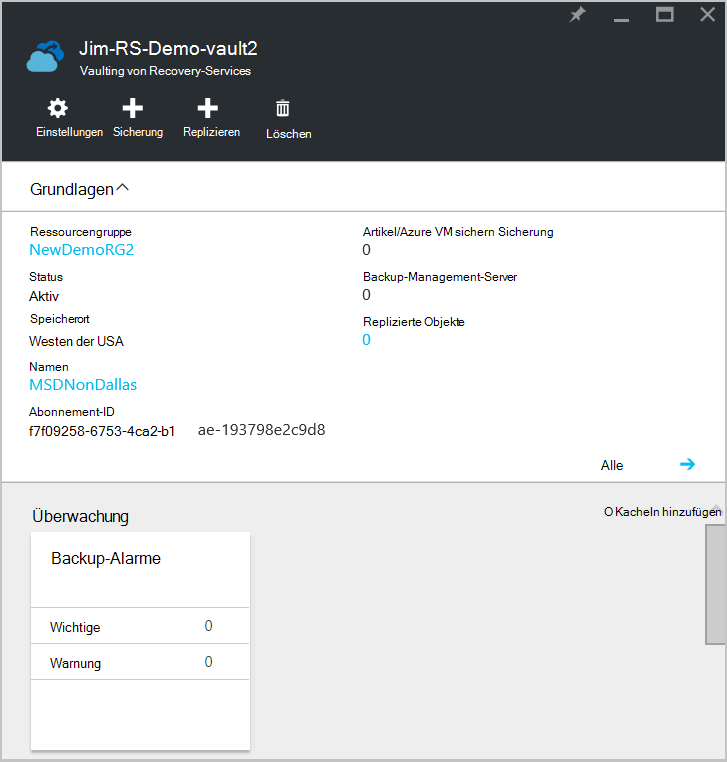 Jim-RS-Demo-vault2
Vaulting von Recovery-Services
Einstellungen Sicherung Replizieren Löschen
Grundlagen
Ressourcengruppe
NewDemoRG2
Status
Aktiv
Speicherort
Westen der USA
Namen
MSDNonDallas
Abonnement-ID
f7f09258-6753-4ca2-b1 ae-193798e2c9d8
Artikel/Azure VM sichern Sicherung
0
Backup-Management-Server
0
Replizierte Objekte
0
Alle
Überwachung
O Kacheln hinzufügen
Backup-Alarme
Wichtige 0
Warnung 0